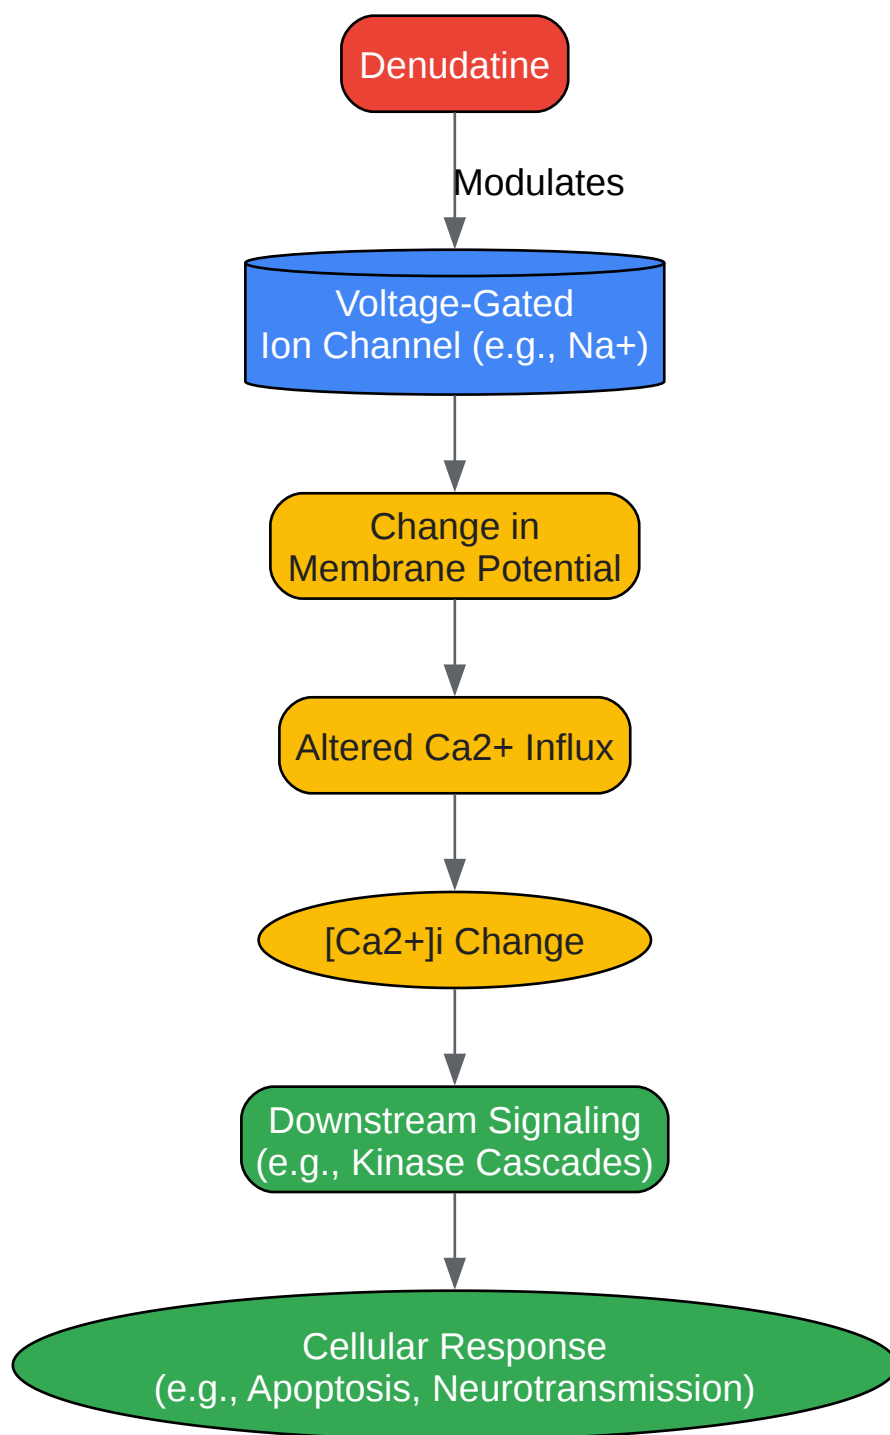 Denudatine
Modulates
Voltage-Gated
Ion Channel (e.g., Na+)
Change in
Membrane Potential
Altered Ca2+ Influx
[Ca2+]i Change
Downstream Signaling
(e.g., Kinase Cascades)
Cellular Response
(e.g., Apoptosis, Neurotransmission)